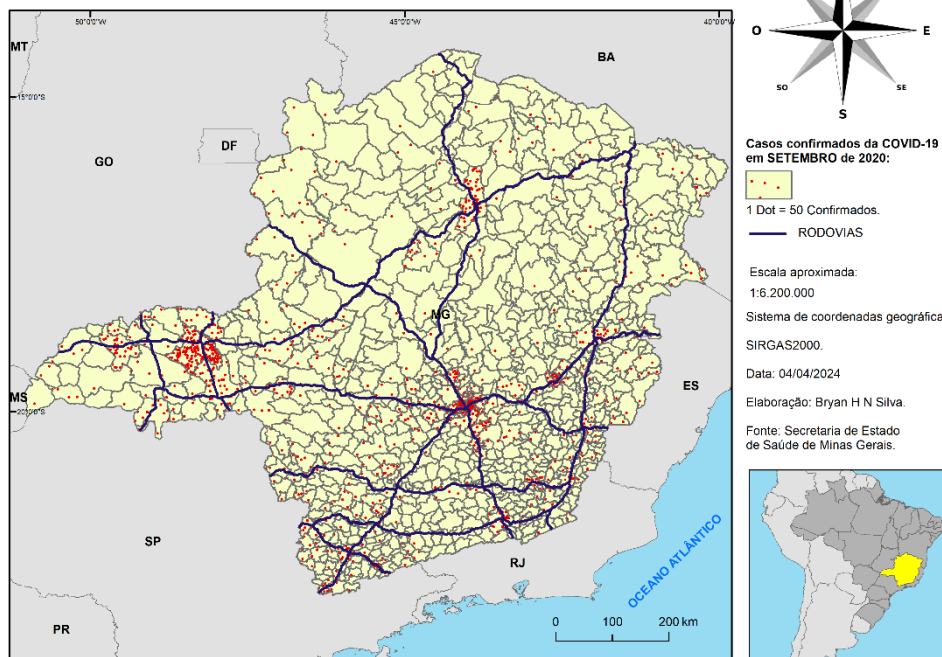 50°0'0"W
45°0'0"W
40°0'0"W
MT
BA
15°0'0"S
GO
DF
MG
MS
20°0'0"S
ES
SP
RJ
PR
OCEANO ATLÂNTICO
0 100 200 km
O
E
SO
SE
S
Casos confirmados da COVID-19
em SETEMBRO de 2020:
1 Dot = 50 Confirmados.
RODOVIAS
Escala aproximada:
1:6.200.000
Sistema de coordenadas geográfica
SIRGAS2000.
Data: 04/04/2024
Elaboração: Bryan H N Silva.
Fonte: Secretaria de Estado
de Saúde de Minas Gerais.